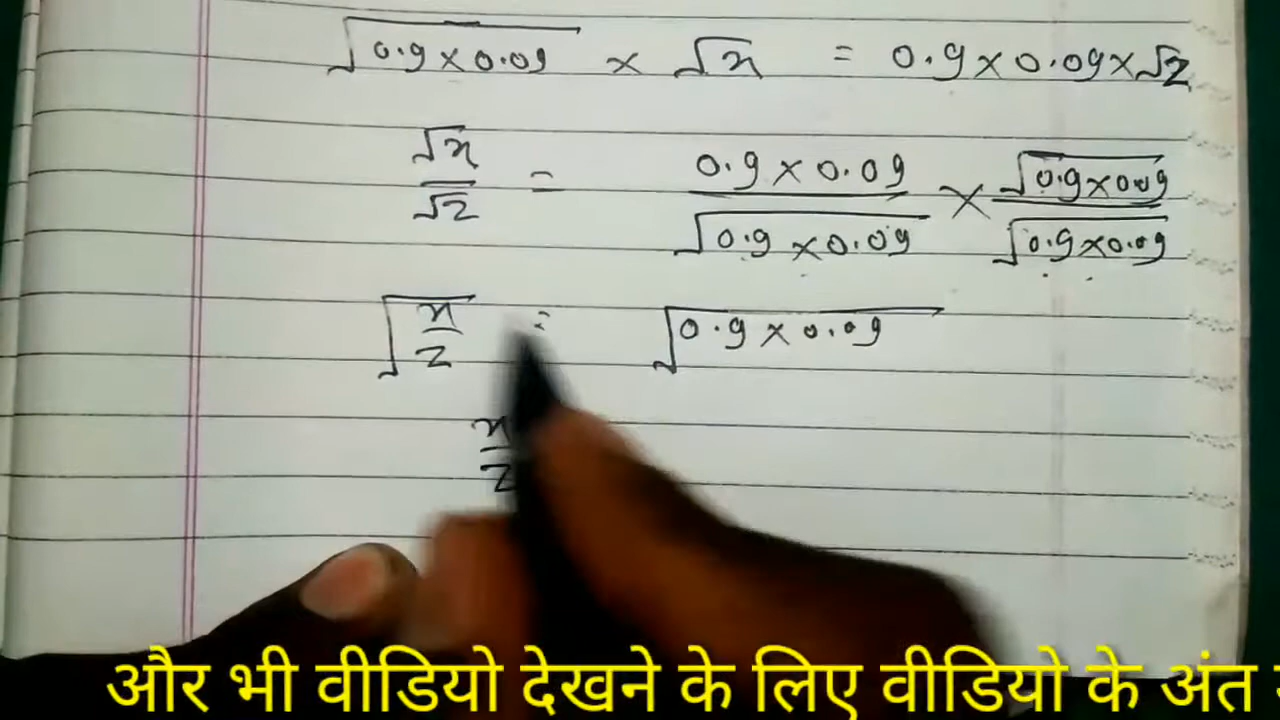 √0.9×0.09 × √x = 0.9×0.09×√z
√x/√z = 0.9×0.09/√0.9×0.09 × √0.9×0.09/√0.9×0.09
√x/z = √0.9×0.09
x/z
और भी वीडियो देखने के लिए वीडियो के अंत